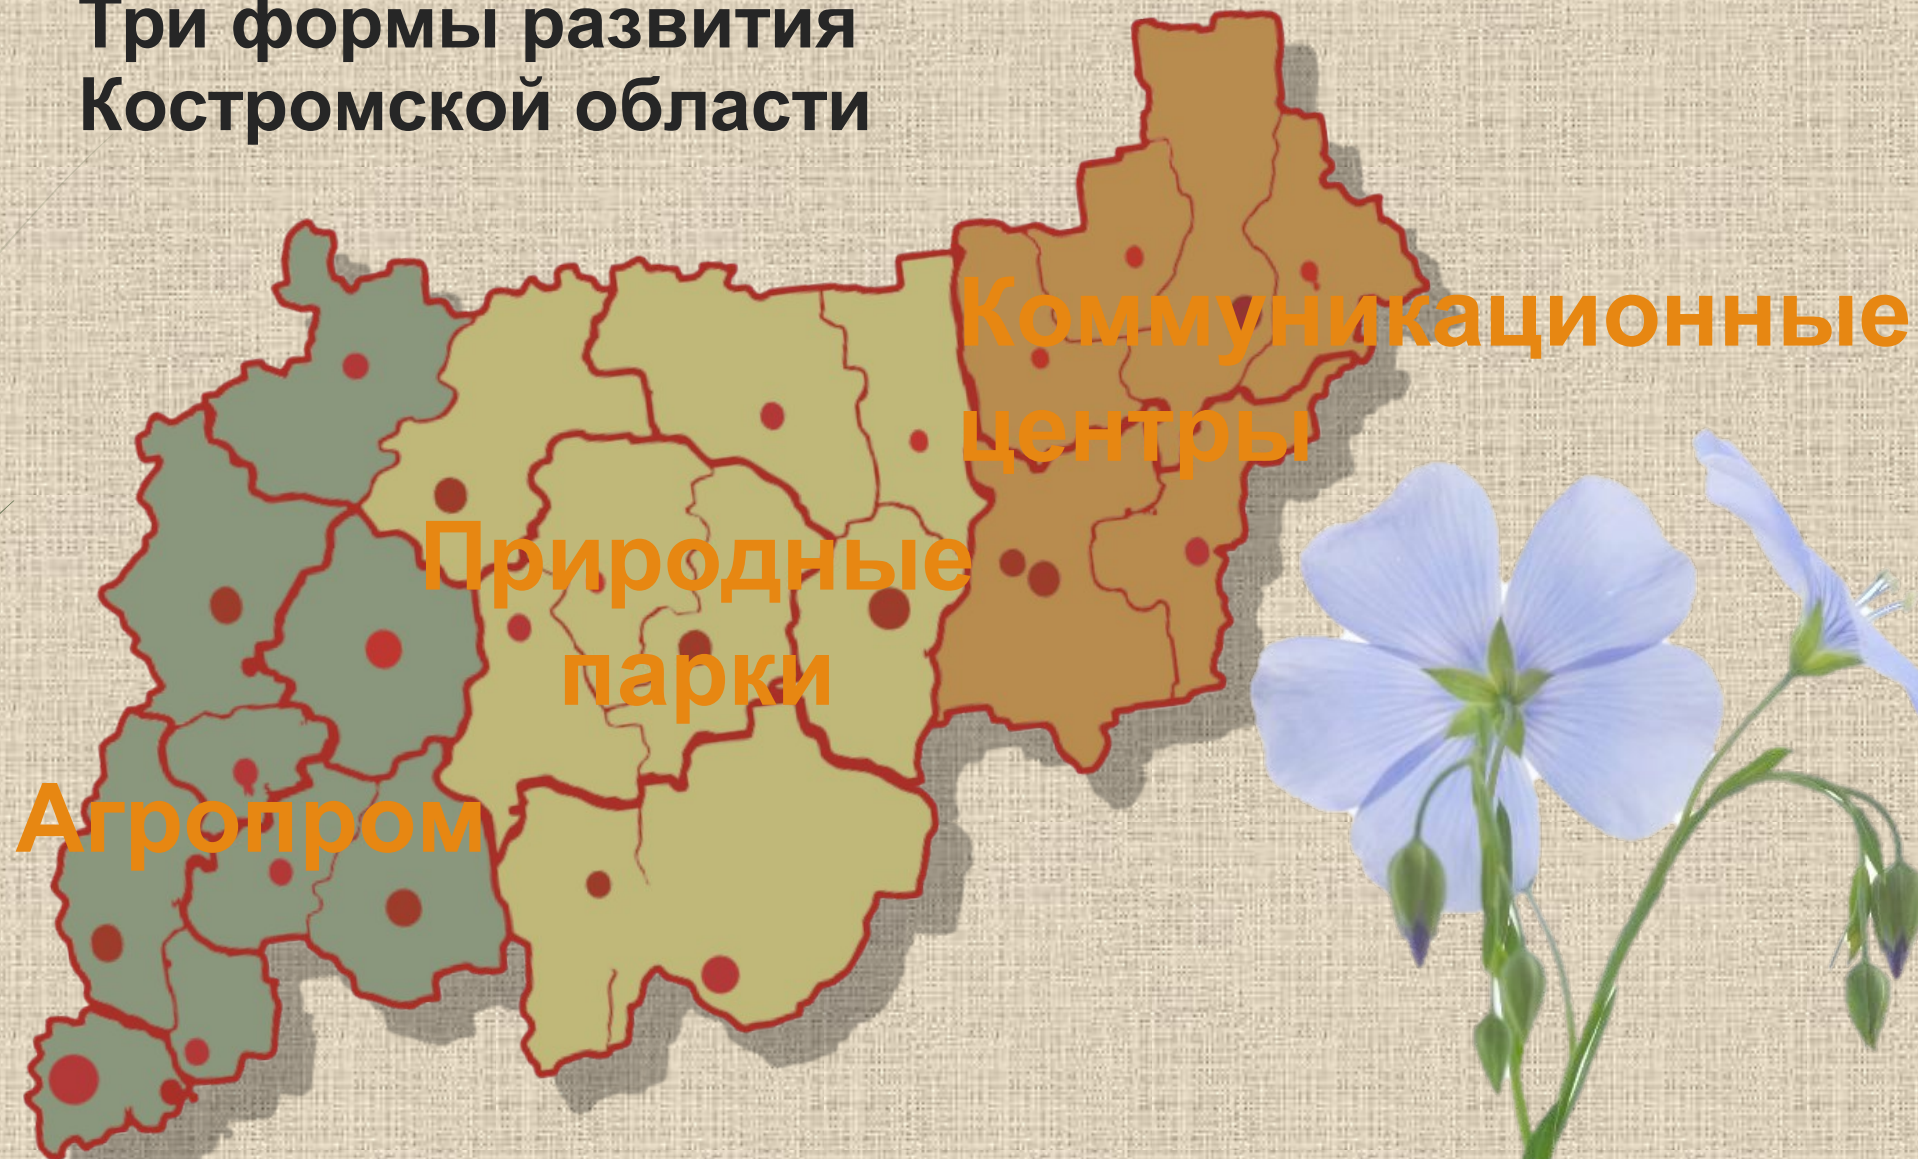 Три формы развития
Костромской области
Коммуникационные
центры
Природные
парки
Агропром